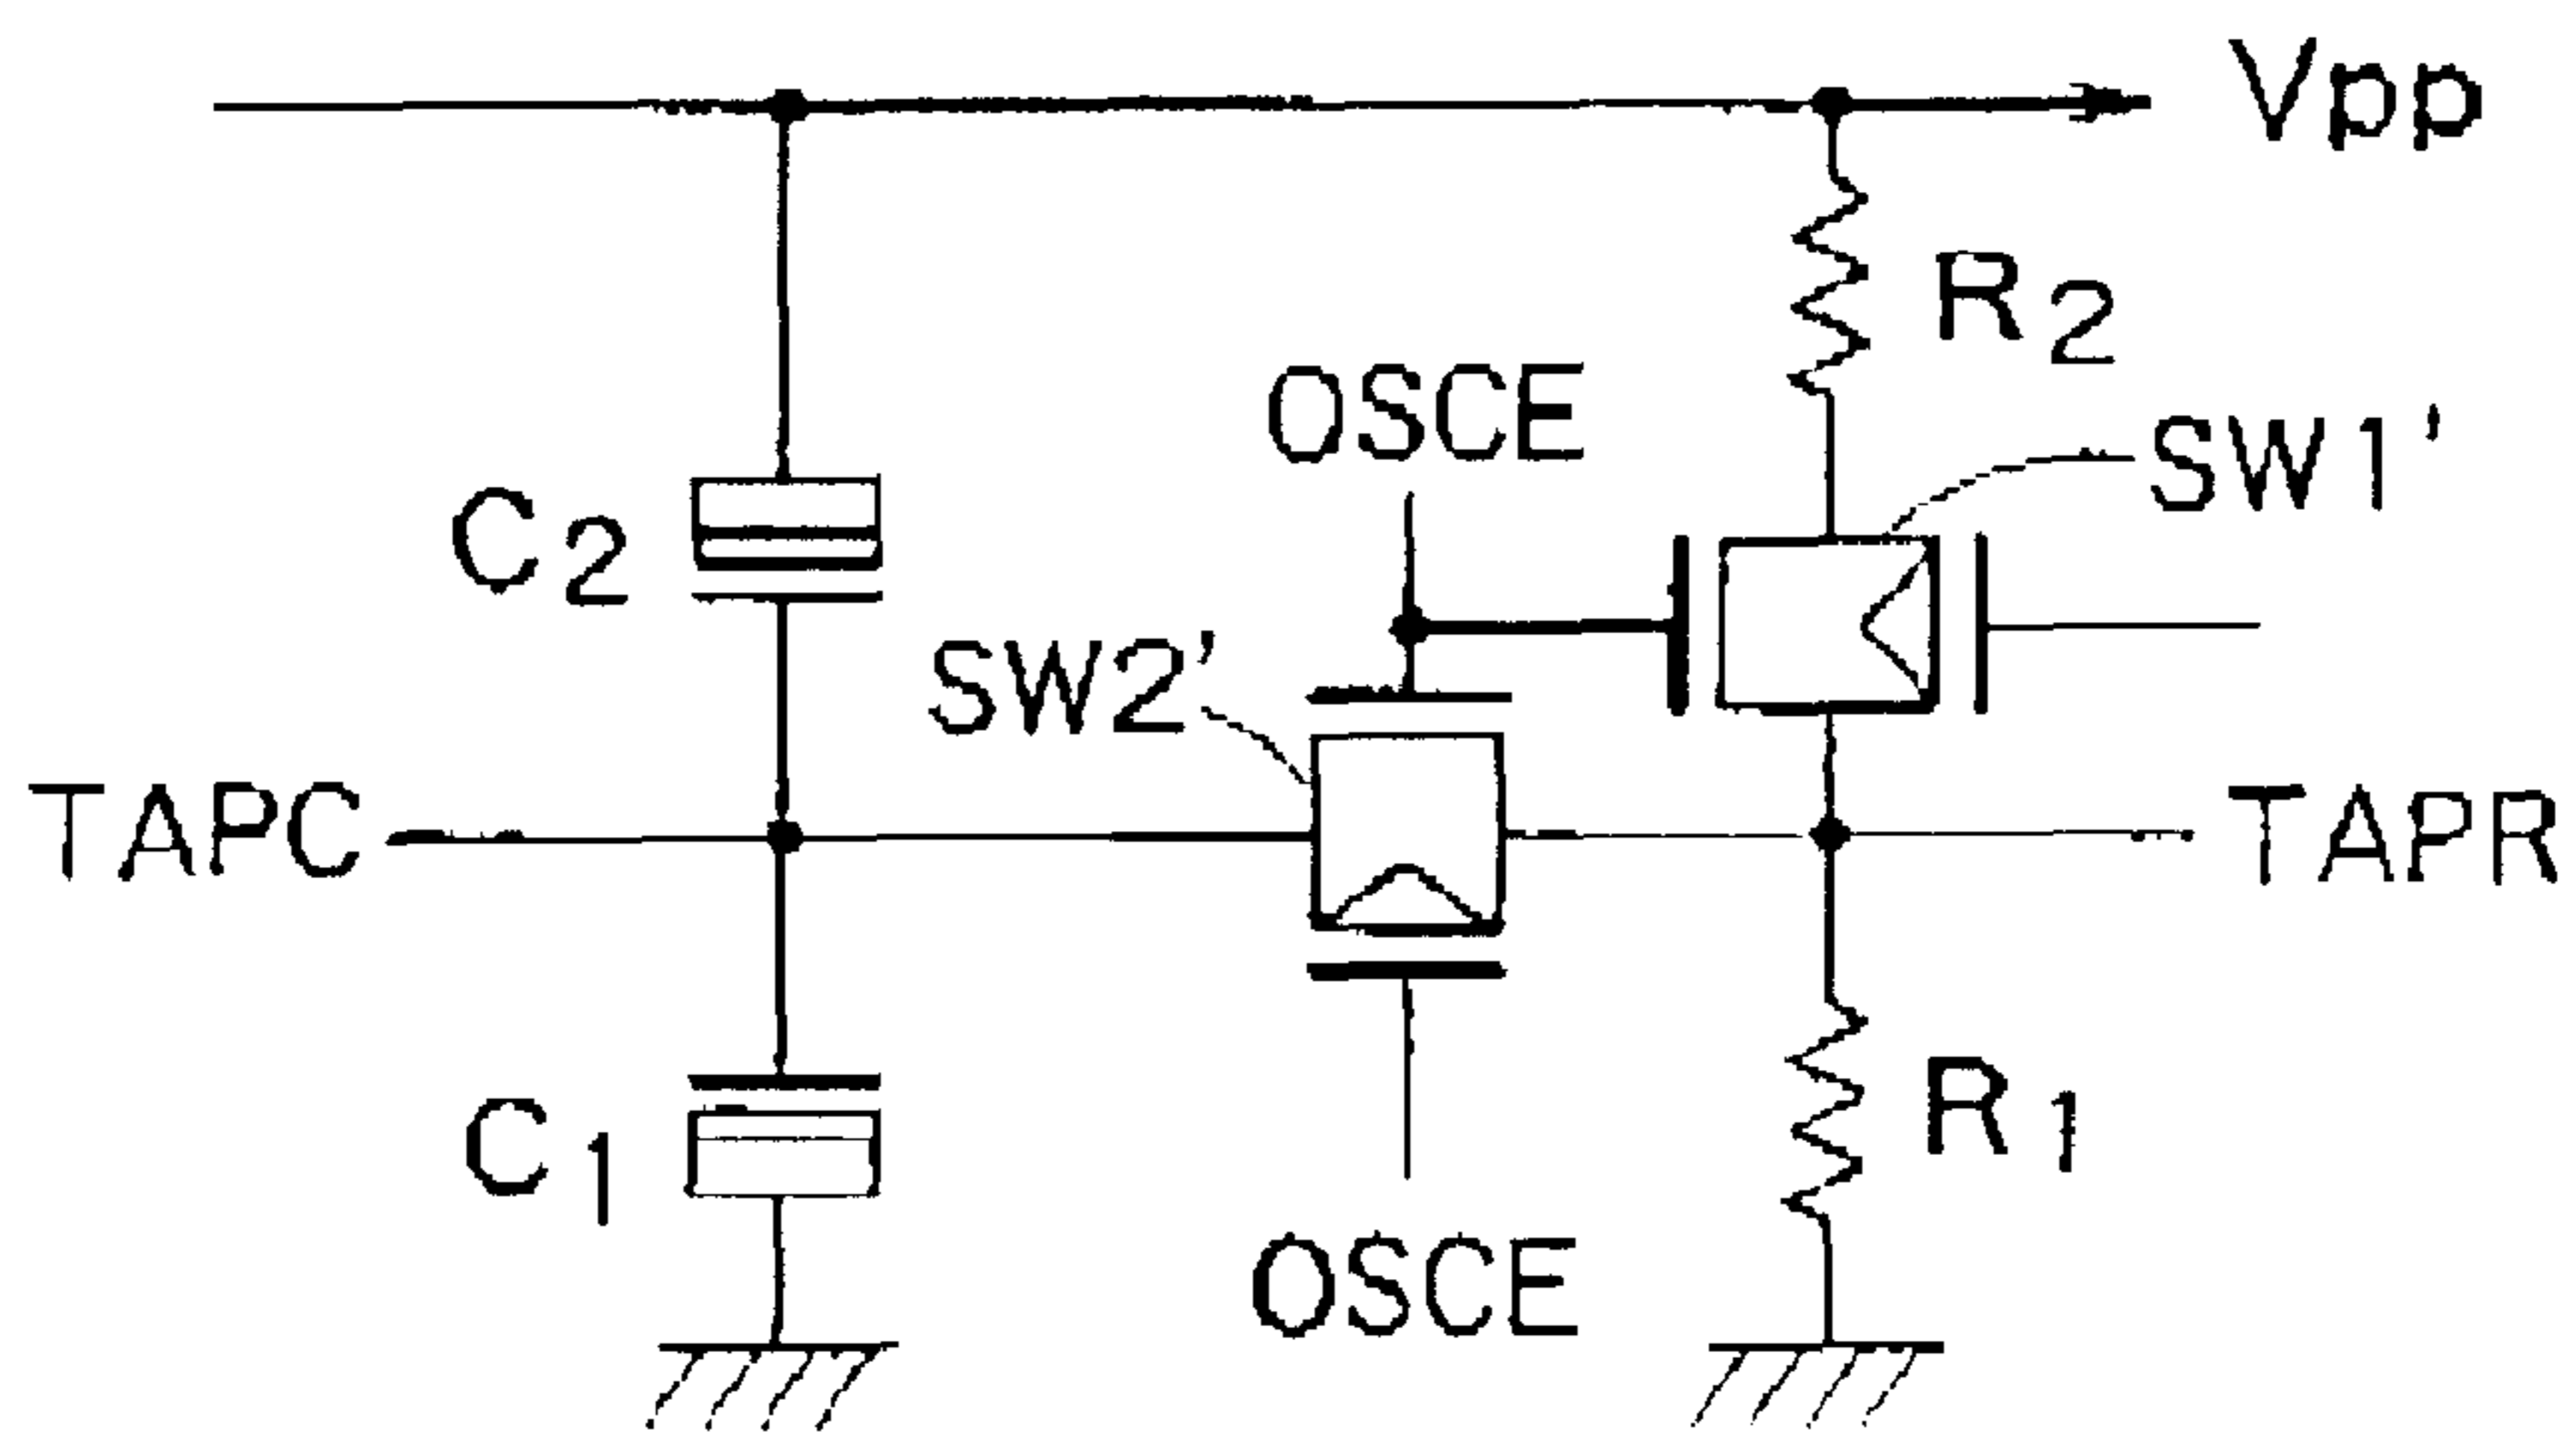 Vpp
R2
OSCE
SW1'
C2
SW2'
TAPC
TAPR
C1
R1
OSCE